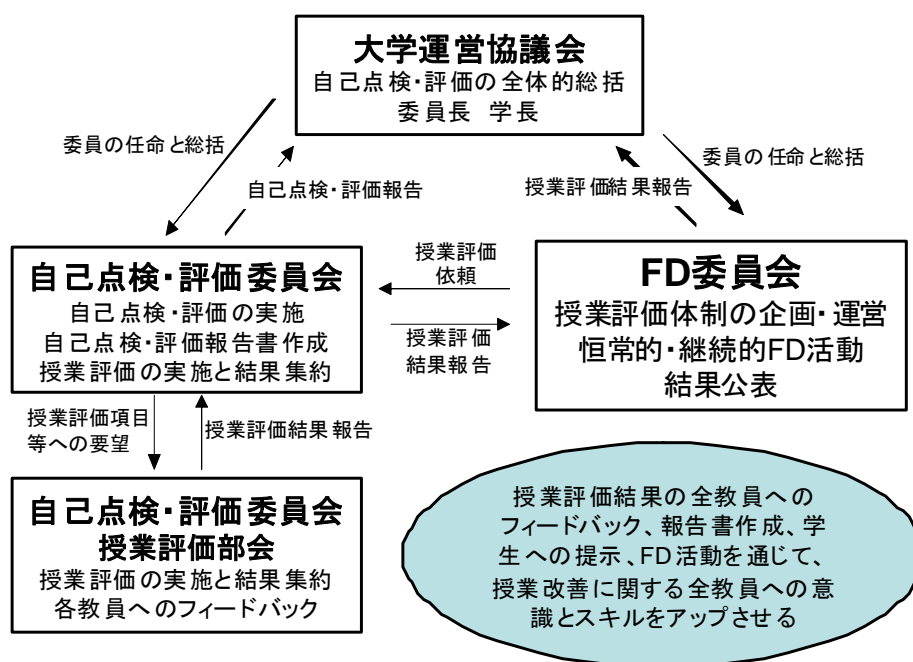 大学運営協議会
自己点検・評価の全体的総括
委員長 学長
委員の任命と総括
委員の任命と総括
自己点検・評価報告
授業評価結果報告
自己点検・評価委員会
自己点検・評価の実施
自己点検・評価報告書作成
授業評価の実施と結果集約
授業評価
依頼
授業評価
結果報告
FD委員会
授業評価体制の企画・運営
恒常的・継続的FD活動
結果公表
授業評価項目
等への要望
授業評価結果報告
自己点検・評価委員会
授業評価部会
授業評価の実施と結果集約
各教員へのフィードバック
授業評価結果の全教員への
フィードバック、報告書作成、学
生への提示、FD活動を通じて、
授業改善に関する全教員への意
識とスキルをアップさせる